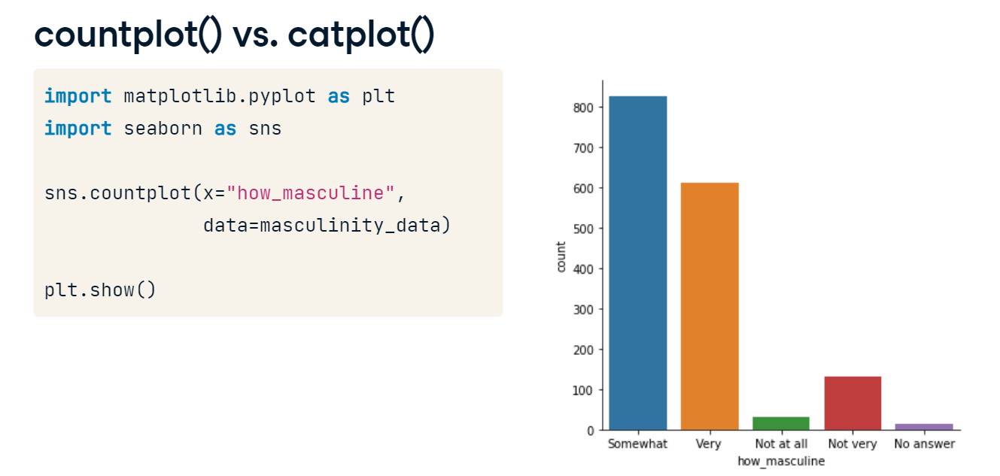 countplot() vs. catplot()
import matplotlib.pyplot as plt
import seaborn as sns
sns.countplot(x="how_masculine",
data=masculinity_data)
plt.show()
800
700
600
500
400
300
200
100
0
count
Somewhat Very Not at all Not very No answer
how_masculine